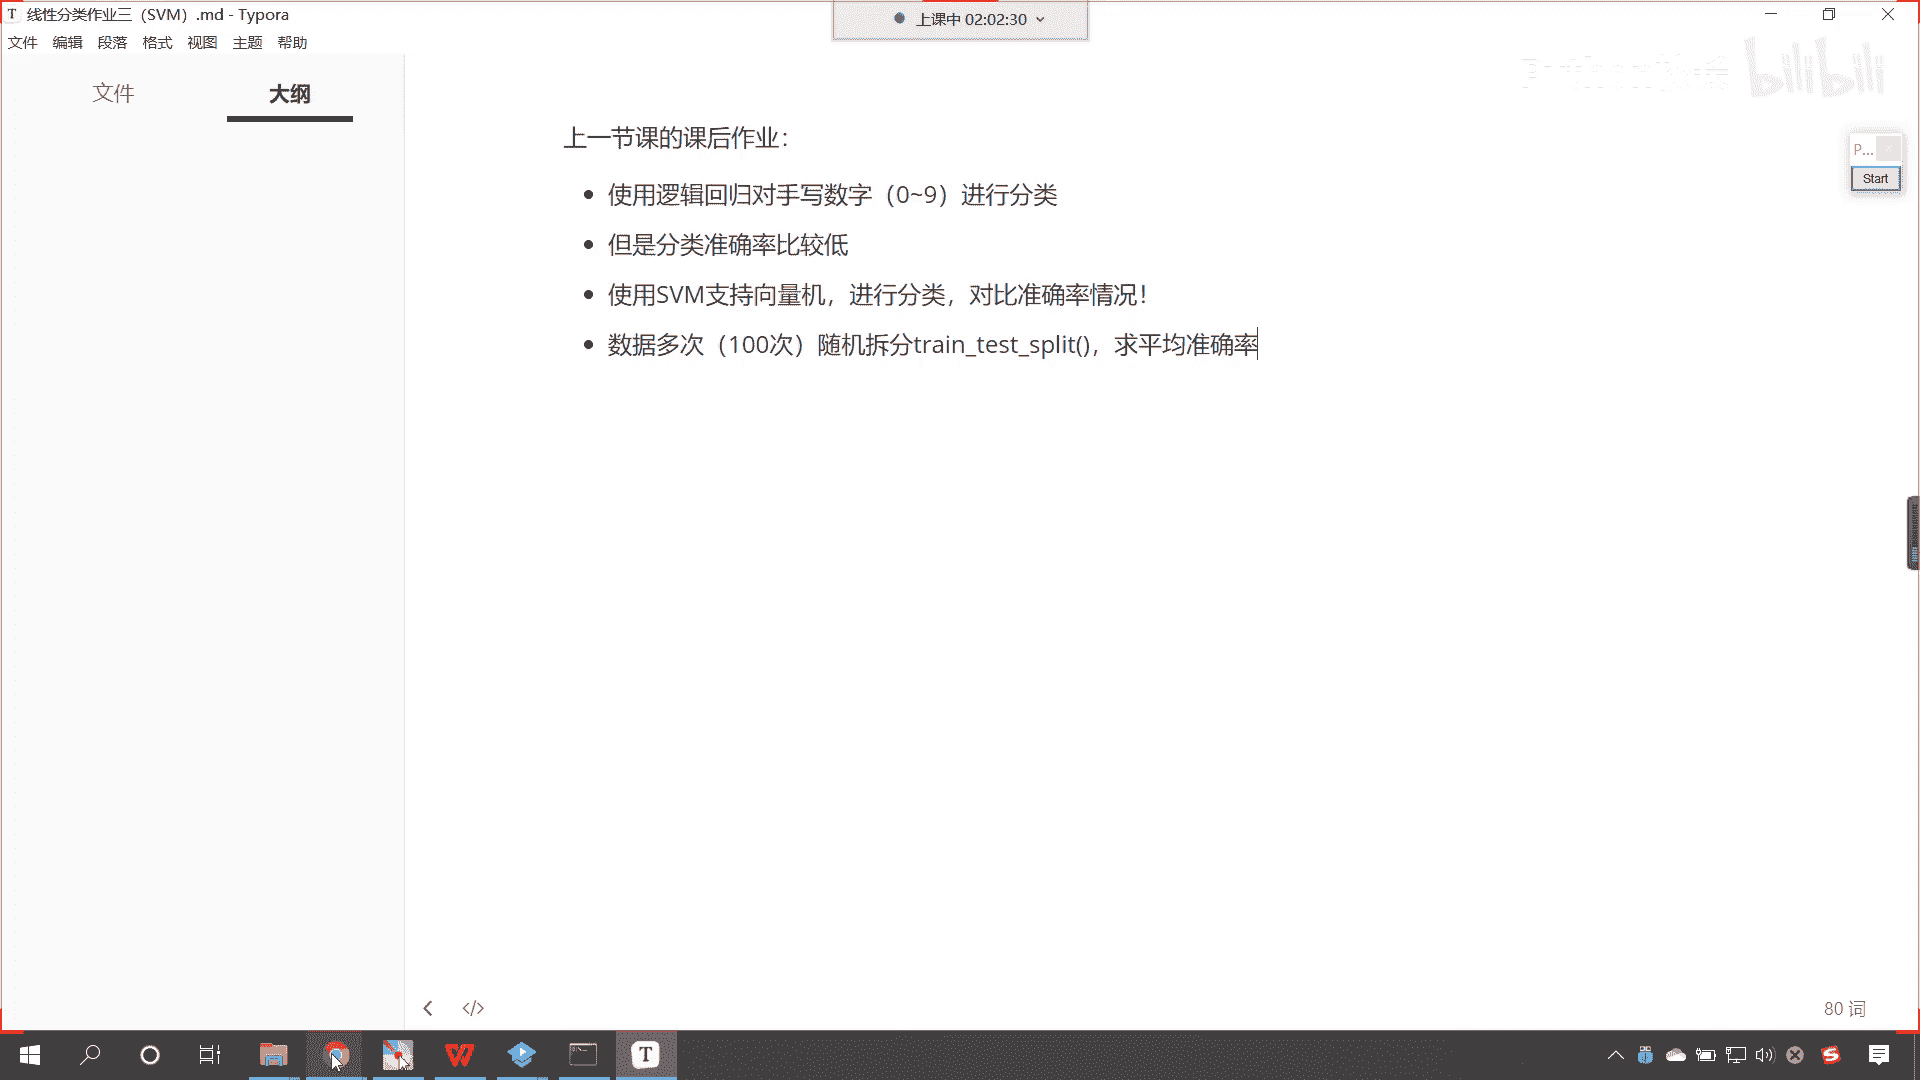 线性分类作业三（SVM）.md - Typora
上课中 02:02:30
文件 编辑 段落 格式 视图 主题 帮助
bilibili
文件 大纲
上一节课的课后作业：
使用逻辑回归对手写数字（0~9）进行分类
但是分类准确率比较低
使用SVM支持向量机，进行分类，对比准确率情况！
数据多次（100次）随机拆分train_test_split()，求平均准确率
P...
Start
80 词